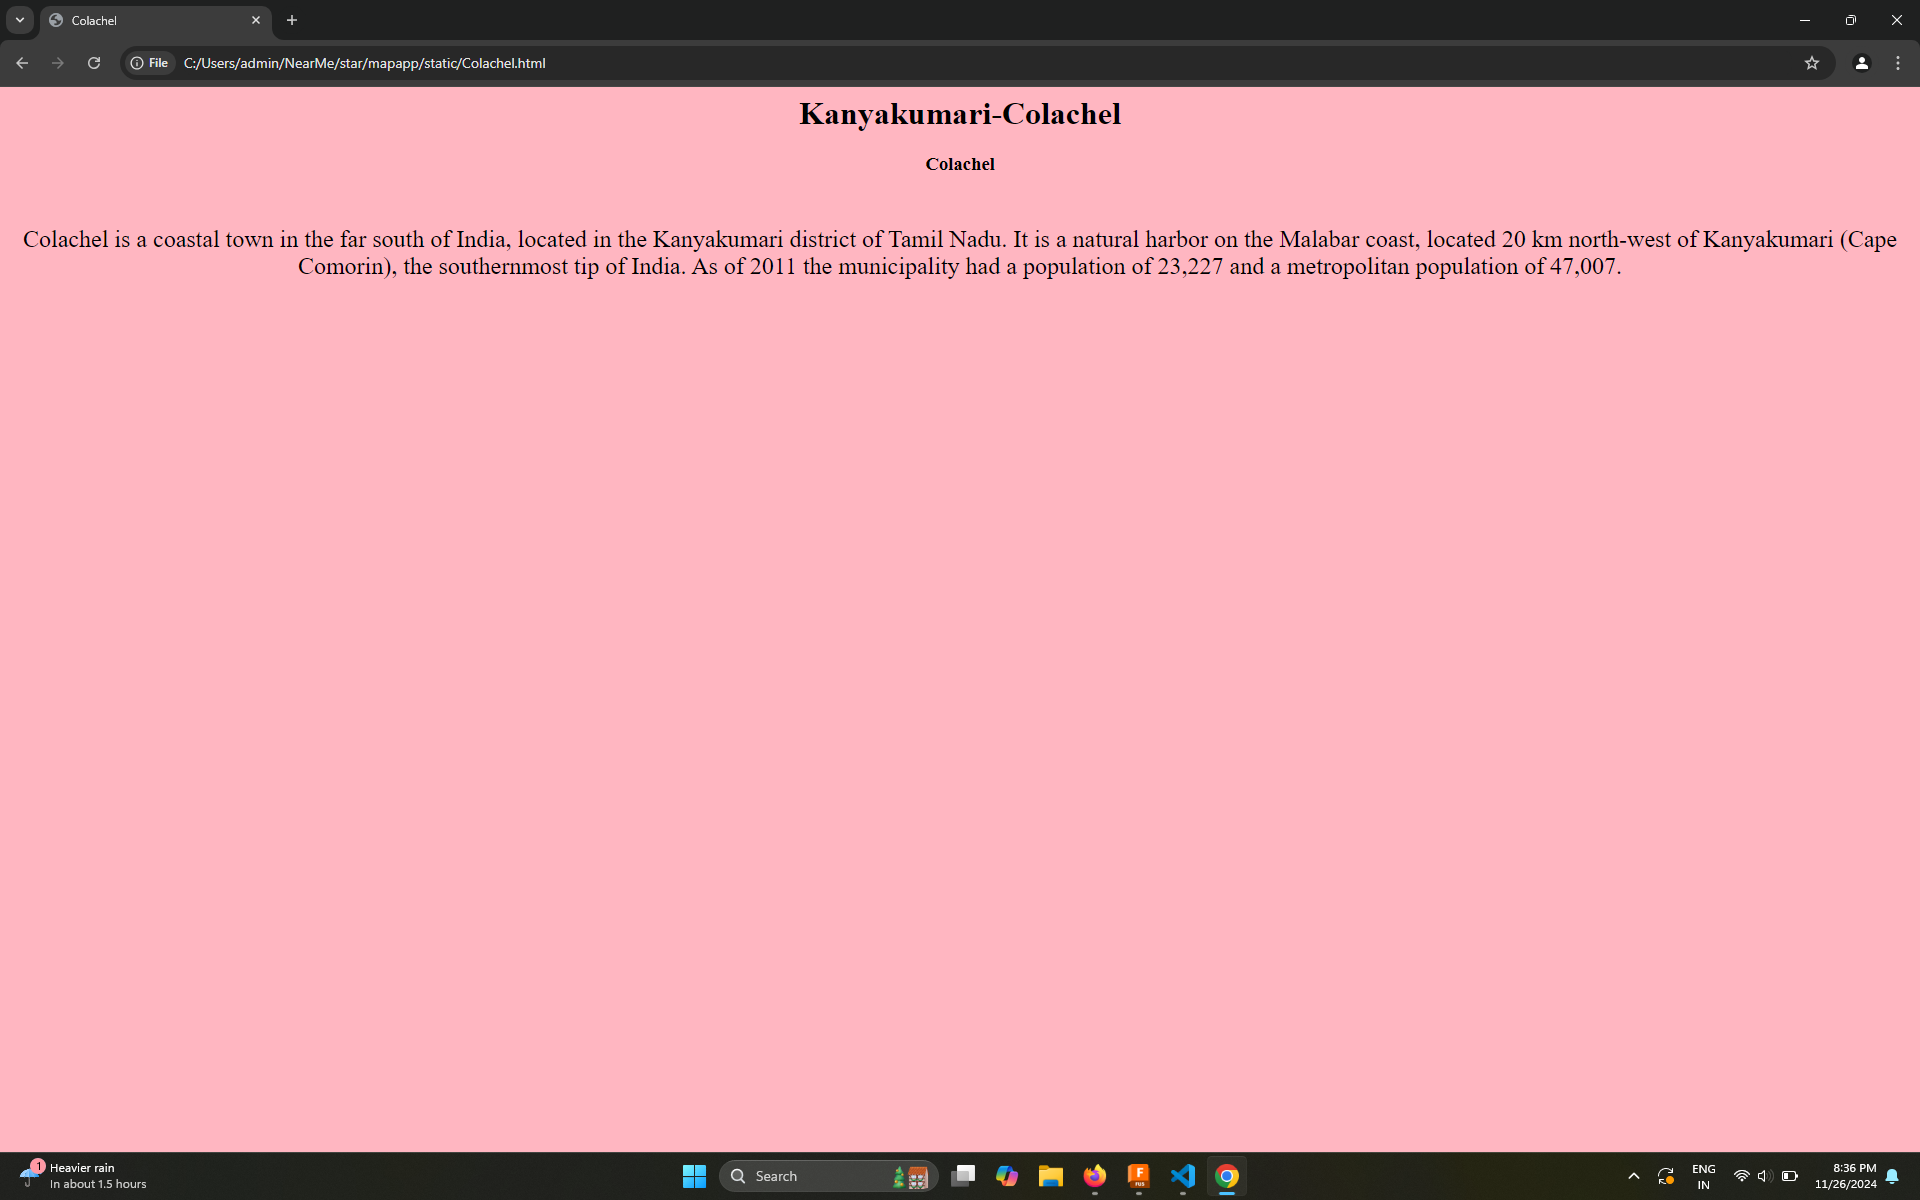 Colachel
File
C:/Users/admin/NearMe/star/mapapp/static/Colachel.html
Kanyakumari-Colachel
Colachel
Colachel is a coastal town in the far south of India, located in the Kanyakumari district of Tamil Nadu. It is a natural harbor on the Malabar coast, located 20 km north-west of Kanyakumari (Cape
Comorin), the southernmost tip of India. As of 2011 the municipality had a population of 23,227 and a metropolitan population of 47,007.
1
Heavier rain
In about 1.5 hours
Search
F
RUS
ENG
IN
8:36 PM
11/26/2024